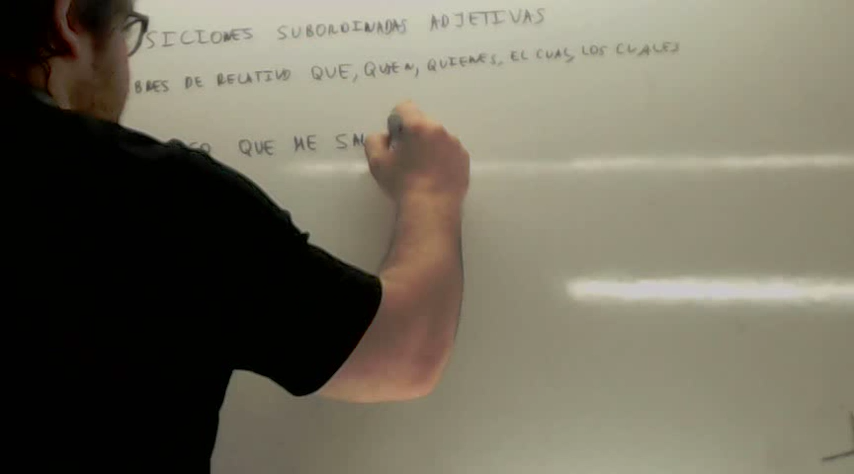 SICIONES SUBORDINADAS ADJETIVAS
BRES DE RELATIVO QUE, QUIEN, QUIENES, EL CUAL, LOS CUALES
QUE ME